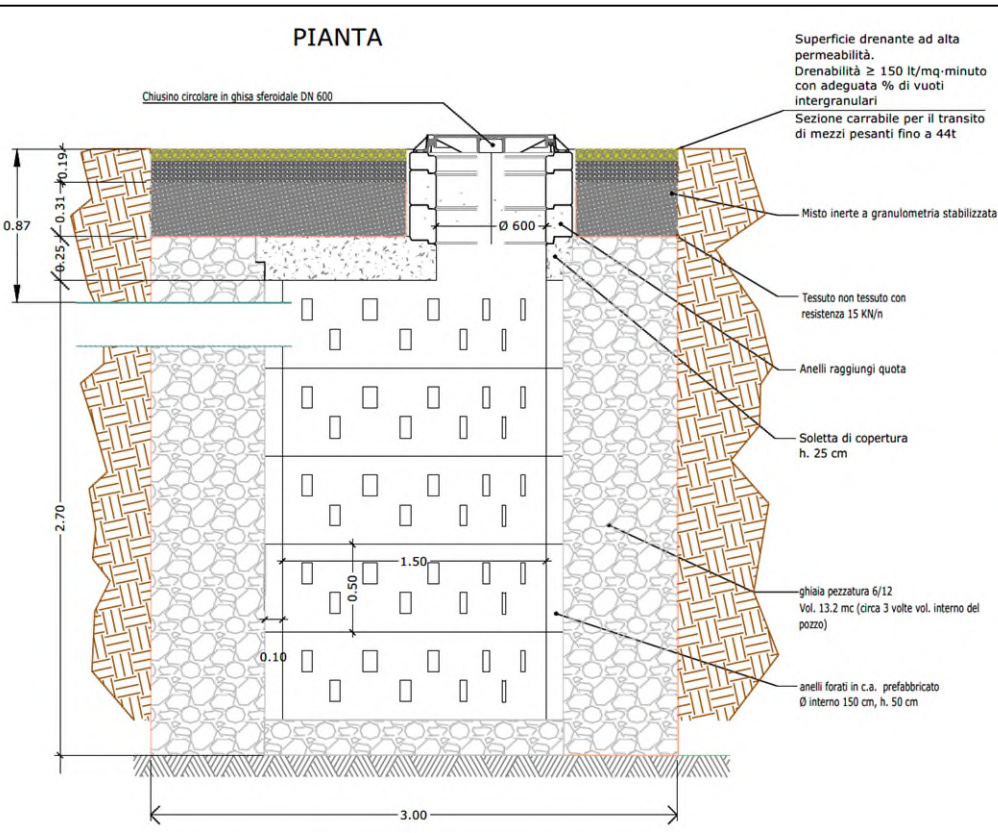 PIANTA
Superficie drenante ad alta
permeabilità.
Drenabilità ≥ 150 lt/mq·minuto
con adeguata % di vuoti
intergranulari
Sezione carrabile per il transito
di mezzi pesanti fino a 44t
Chiusino circolare in ghisa sferoidale DN 600
0.19
0.31
0.87
0.25
Ø 600
Misto inerte a granulometria stabilizzata
Tessuto non tessuto con
resistenza 15 KN/n
Anelli raggiungi quota
Soletta di copertura
h. 25 cm
2.70
1.50
0.50
0.10
ghiaia pezzatura 6/12
Vol. 13.2 mc (circa 3 volte vol. interno del
pozzo)
anelli forati in c.a. prefabbricato
Ø interno 150 cm, h. 50 cm
3.00